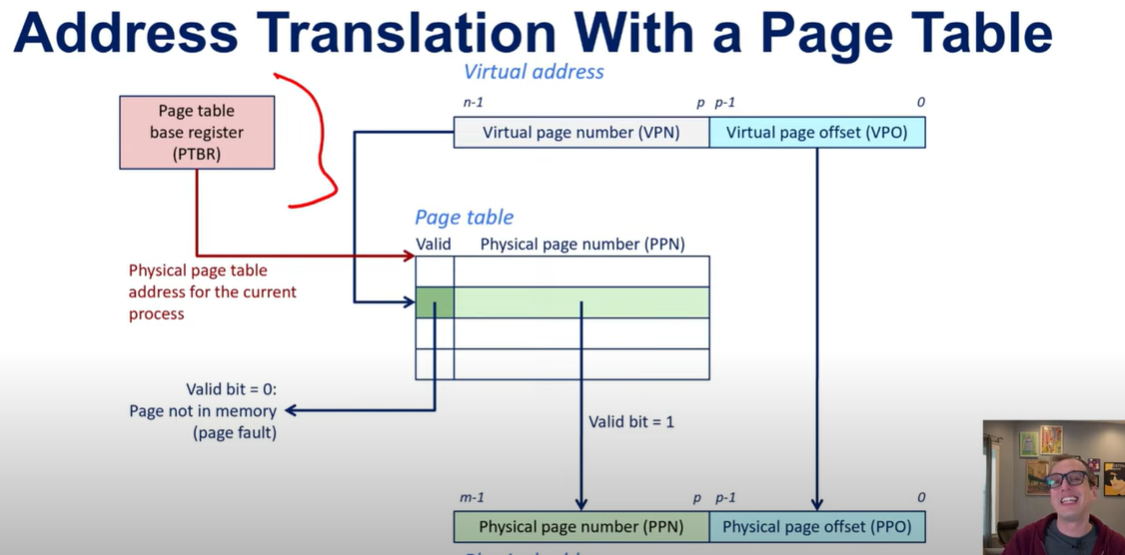 Address Translation With a Page Table
Virtual address
n-1 p p-1 0
Page table
base register
(PTBR)
Virtual page number (VPN) Virtual page offset (VPO)
Page table
Valid Physical page number (PPN)
Physical page table
address for the current
process
Valid bit = 0:
Page not in memory
(page fault)
Valid bit = 1
m-1 p p-1 0
Physical page number (PPN) Physical page offset (PPO)